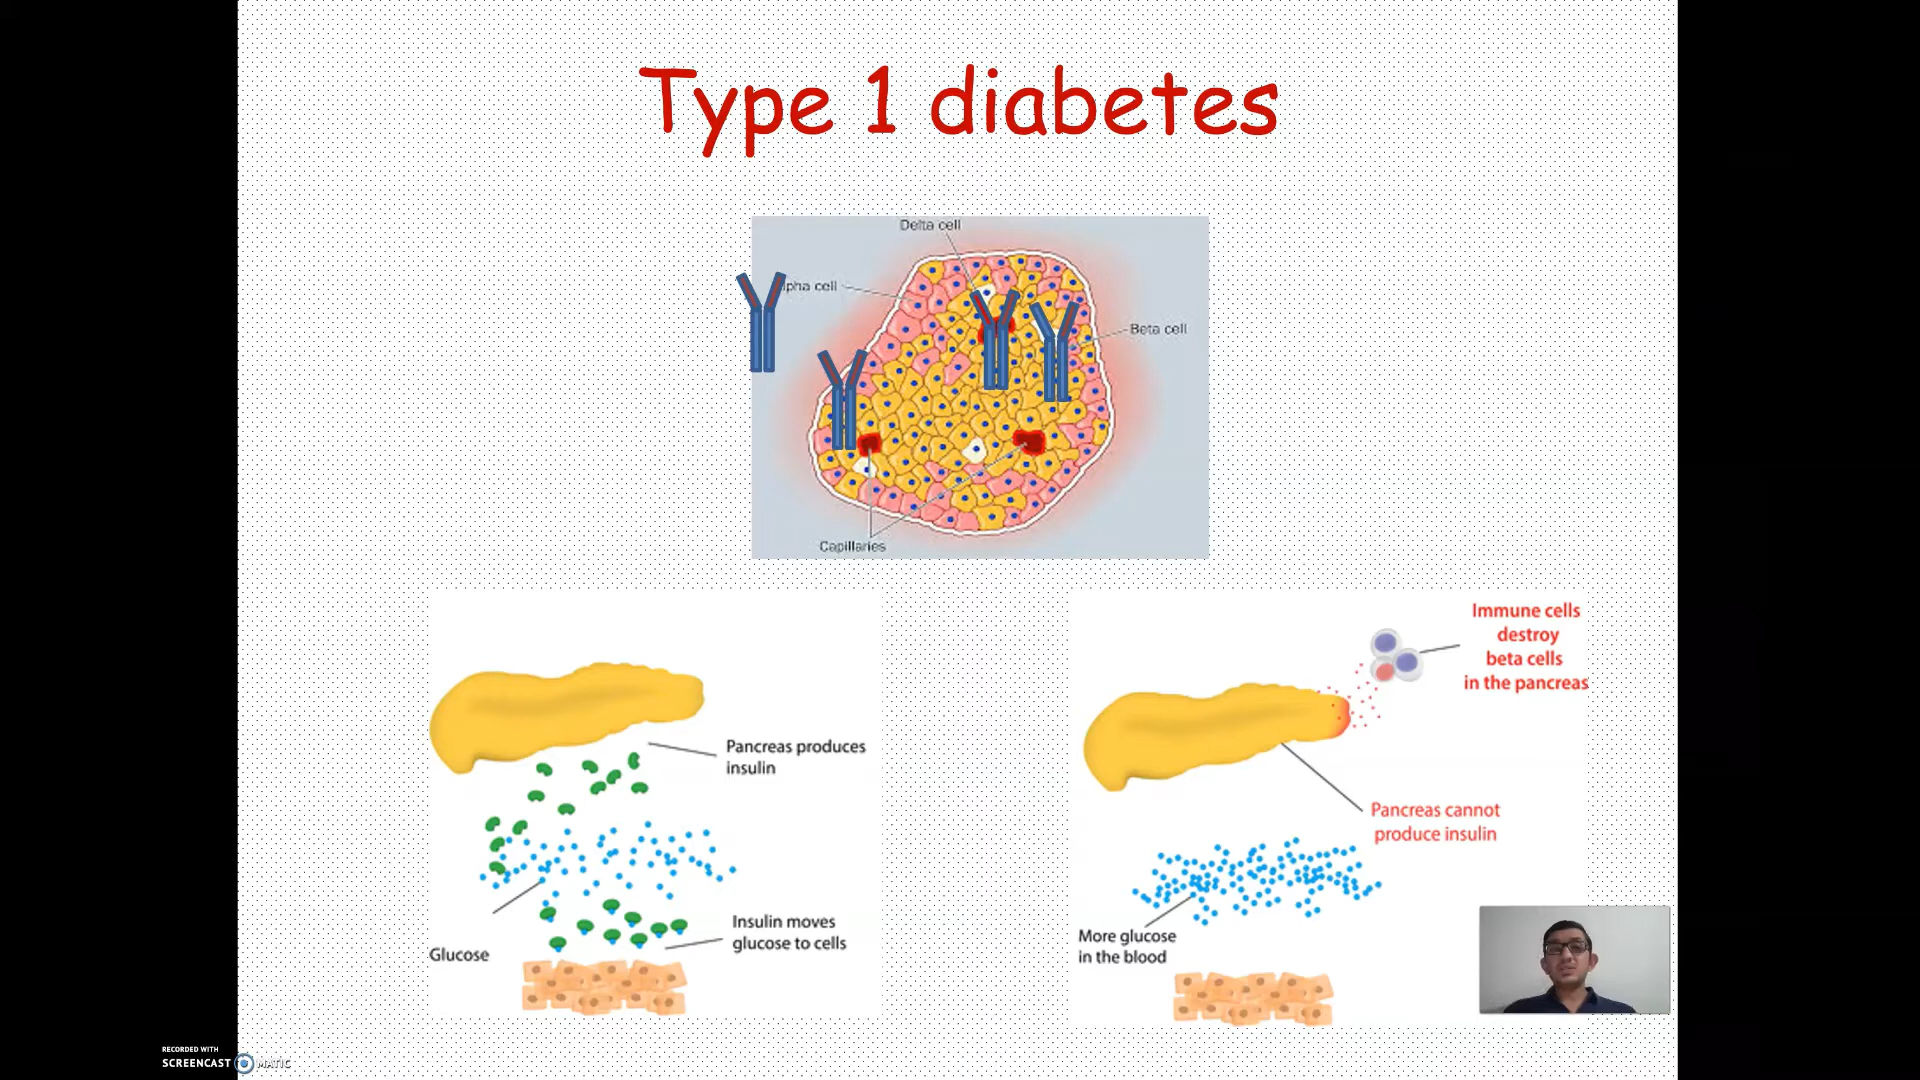 Type 1 diabetes
Delta cell
lpha cell
Beta cell
Capillaries
Pancreas produces
insulin
Glucose
Insulin moves
glucose to cells
Immune cells
destroy
beta cells
in the pancreas
Pancreas cannot
produce insulin
More glucose
in the blood
RECORDED WITH
SCREENCAST MATIC